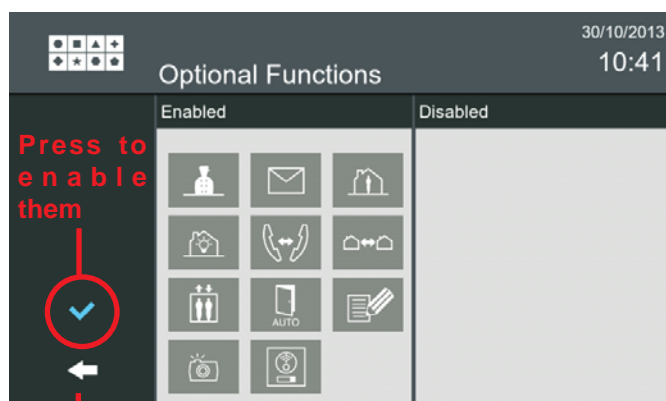 30/10/2013
10:41
Optional Functions
Enabled
Disabled
Press to
enable
them
AUTO